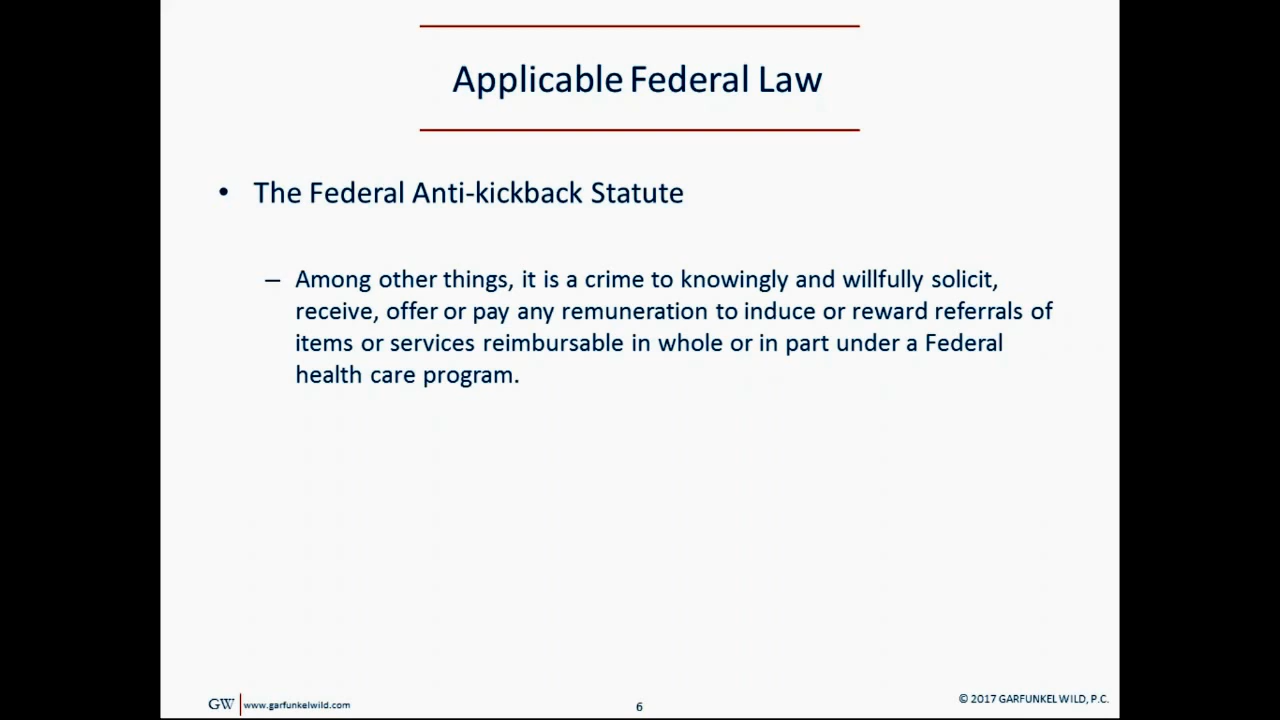 Applicable Federal Law
• The Federal Anti-kickback Statute
– Among other things, it is a crime to knowingly and willfully solicit,
receive, offer or pay any remuneration to induce or reward referrals of
items or services reimbursable in whole or in part under a Federal
health care program.
GW www.garfunkelwild.com
6
© 2017 GARFUNKEL WILD, P.C.